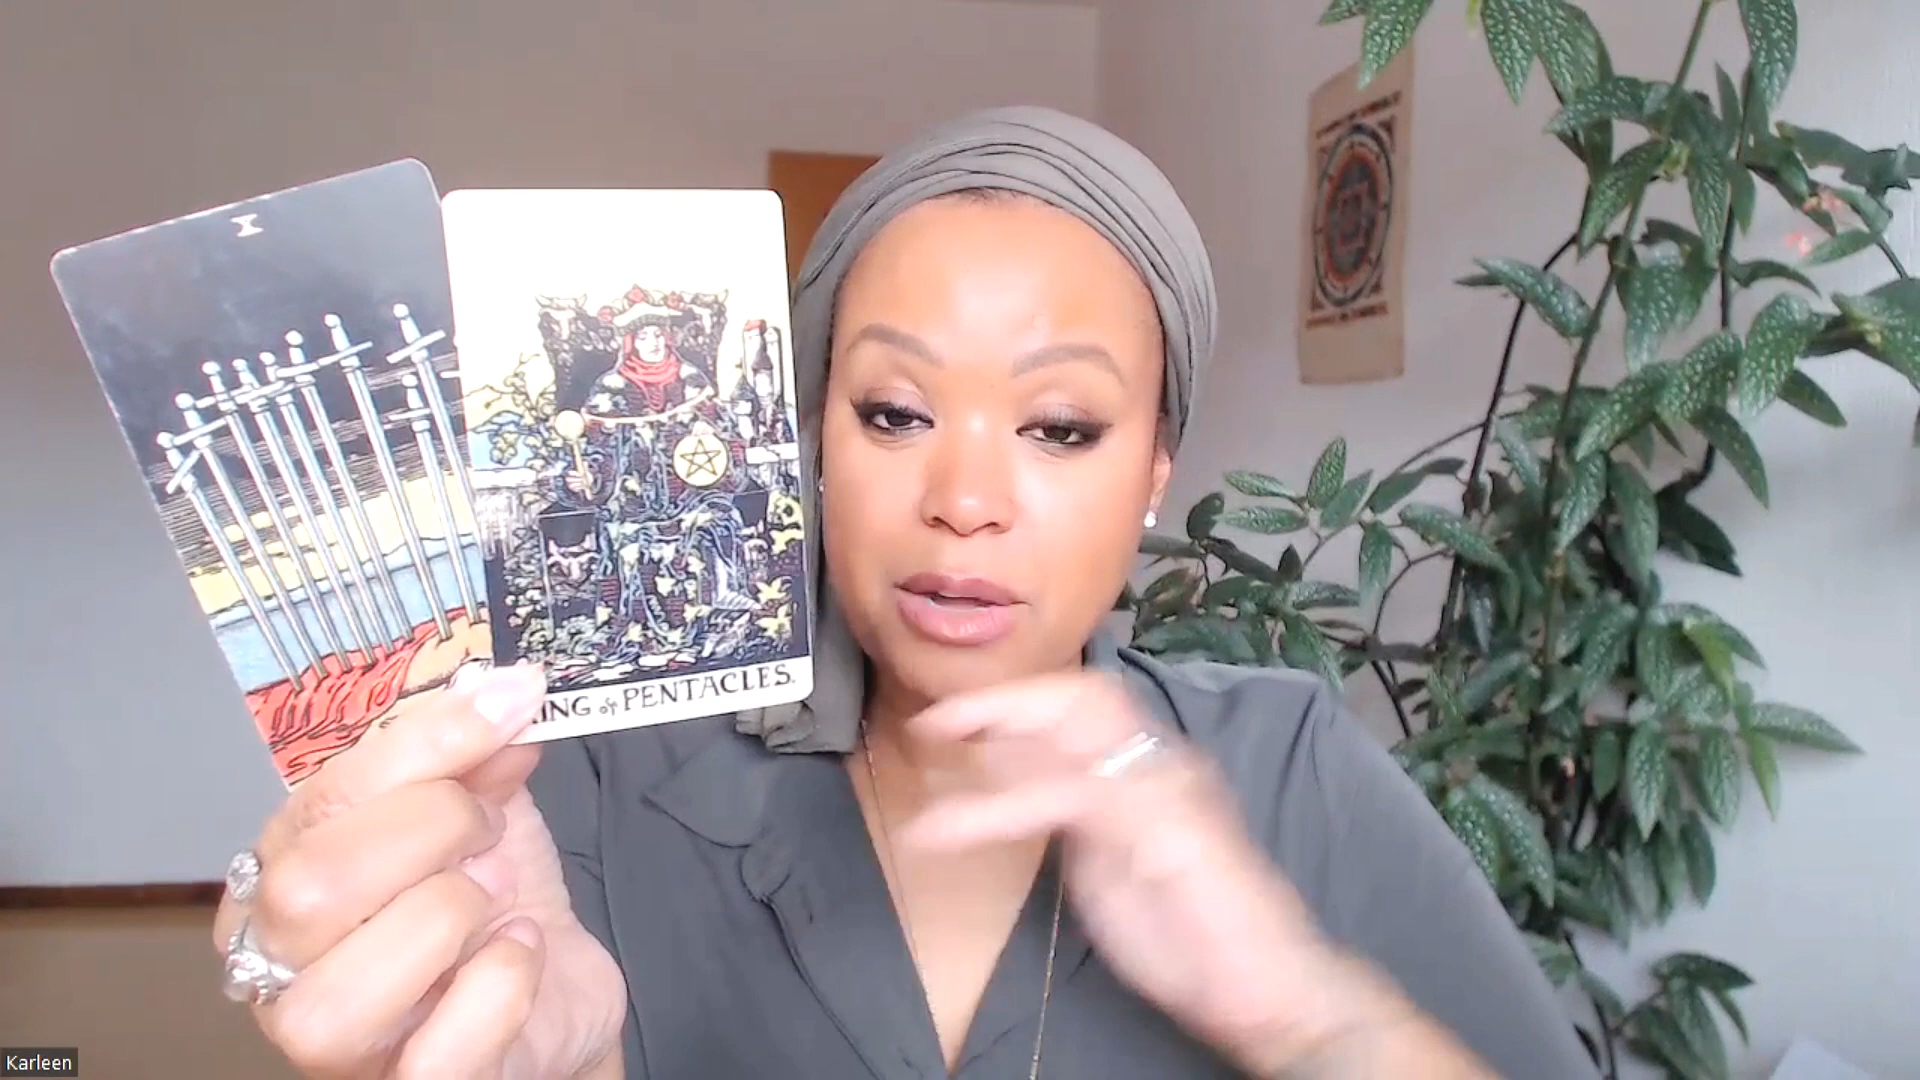 X
KING of PENTACLES.
Karleen